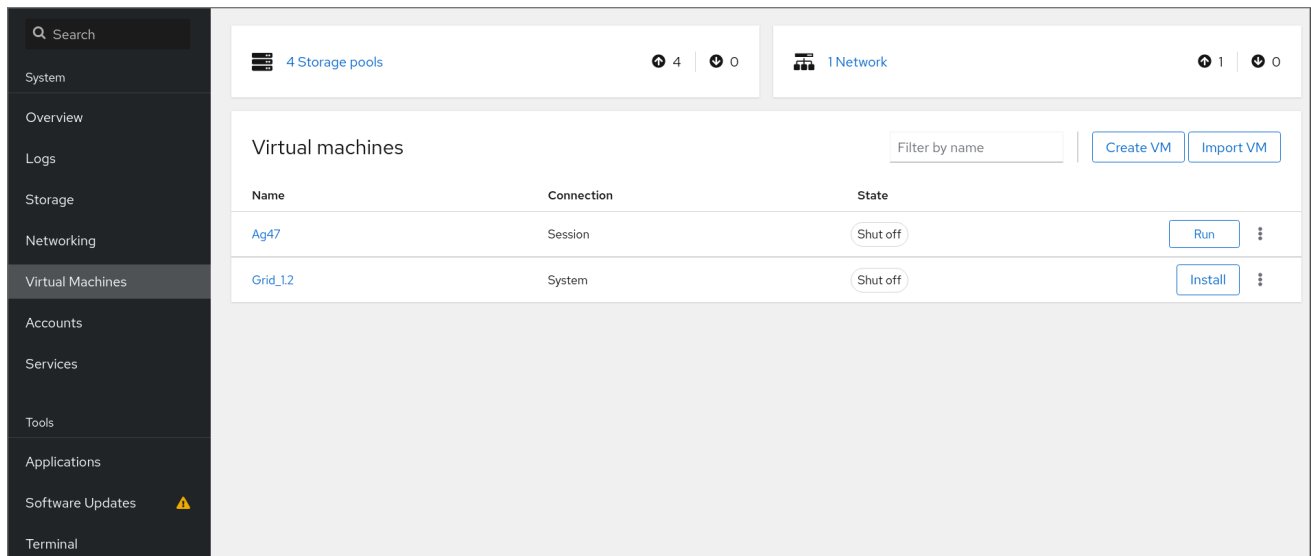 Search
System
Overview
Logs
Storage
Networking
Virtual Machines
Accounts
Services
Tools
Applications
Software Updates
Terminal
4 Storage pools 4 0
1 Network 1 0
Virtual machines Filter by name Create VM Import VM
Name Connection State
Ag47 Session Shut off Run
Grid_1.2 System Shut off Install